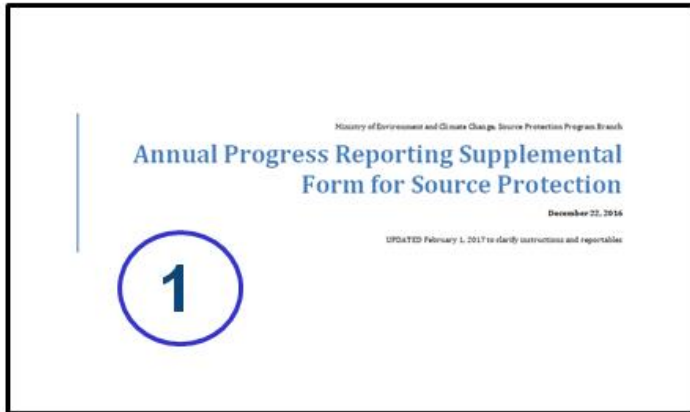 Ministry of Environment and Climate Change, Source Protection Program Branch
Annual Progress Reporting Supplemental
Form for Source Protection
December 22, 2016
UPDATED February 1, 2017 to clarify instructions and reportables
1